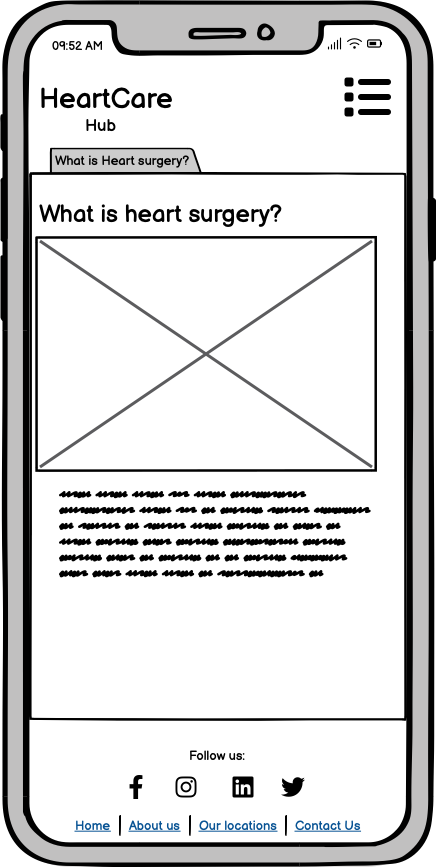 09:52 AM
HeartCare
Hub
What is Heart surgery?
What is heart surgery?
Follow us:
Home | About us | Our locations | Contact Us